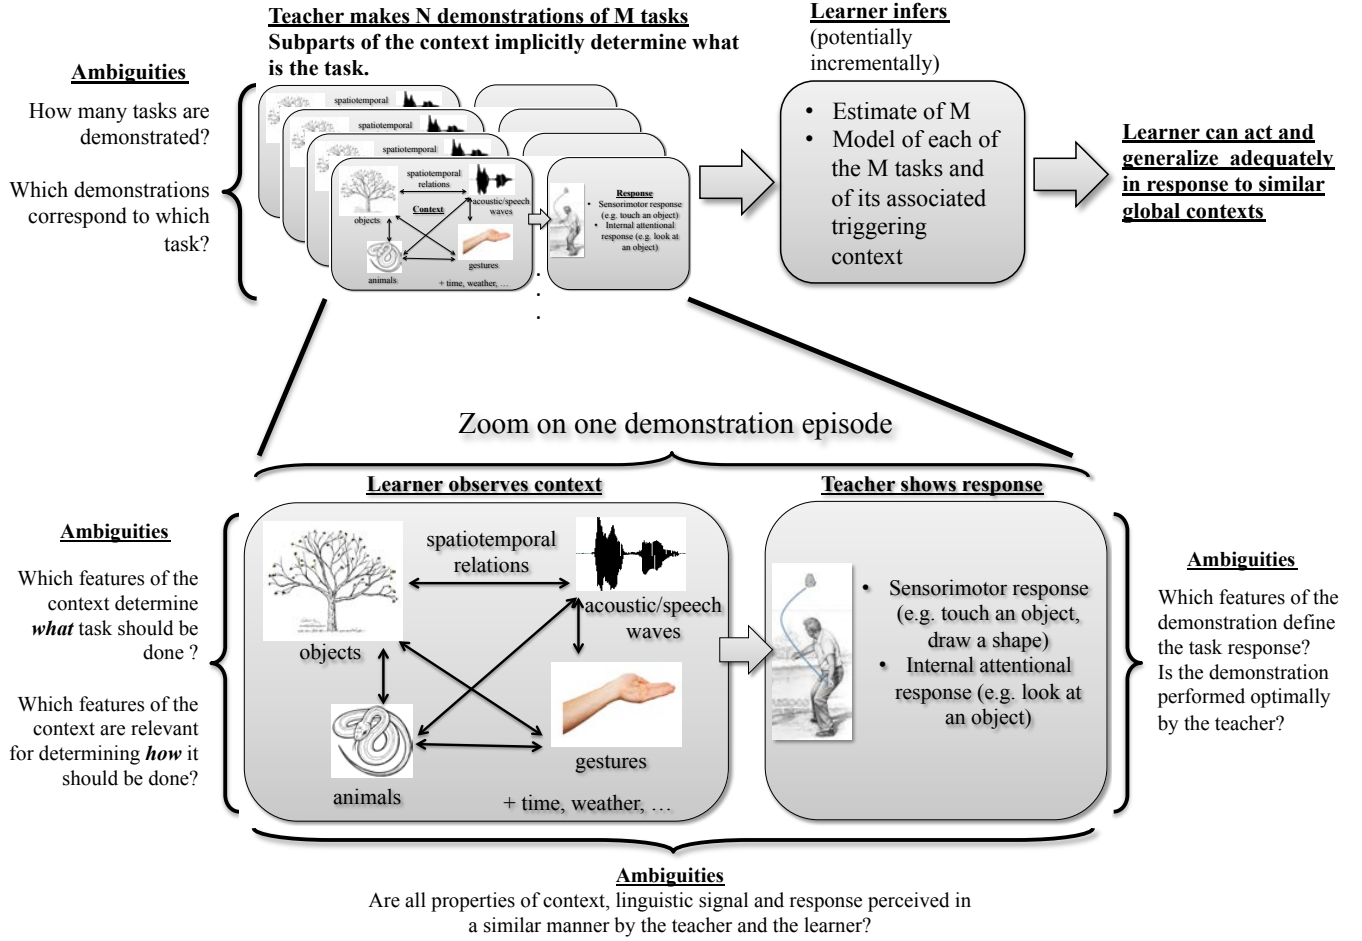 Teacher makes N demonstrations of M tasks
Subparts of the context implicitly determine what
is the task.
Learner infers
(potentially
incrementally)
Ambiguities
How many tasks are
demonstrated?
Which demonstrations
correspond to which
task?
spatiotemporal
spatiotemporal
spatiotemporal
spatiotemporal
relations
Context
objects
acoustic/speech
waves
gestures
animals
+ time, weather, …
Response
• Sensorimotor response
(e.g. touch an object)
• Internal attentional
response (e.g. look at
an object)
.
.
.
• Estimate of M
• Model of each of
the M tasks and
of its associated
triggering
context
Learner can act and
generalize adequately
in response to similar
global contexts
Zoom on one demonstration episode
Learner observes context
Teacher shows response
Ambiguities
Which features of the
context determine
what task should be
done ?
Which features of the
context are relevant
for determining how it
should be done?
spatiotemporal
relations
acoustic/speech
waves
objects
gestures
animals
+ time, weather, …
• Sensorimotor response
(e.g. touch an object,
draw a shape)
• Internal attentional
response (e.g. look at
an object)
Ambiguities
Which features of the
demonstration define
the task response?
Is the demonstration
performed optimally
by the teacher?
Ambiguities
Are all properties of context, linguistic signal and response perceived in
a similar manner by the teacher and the learner?